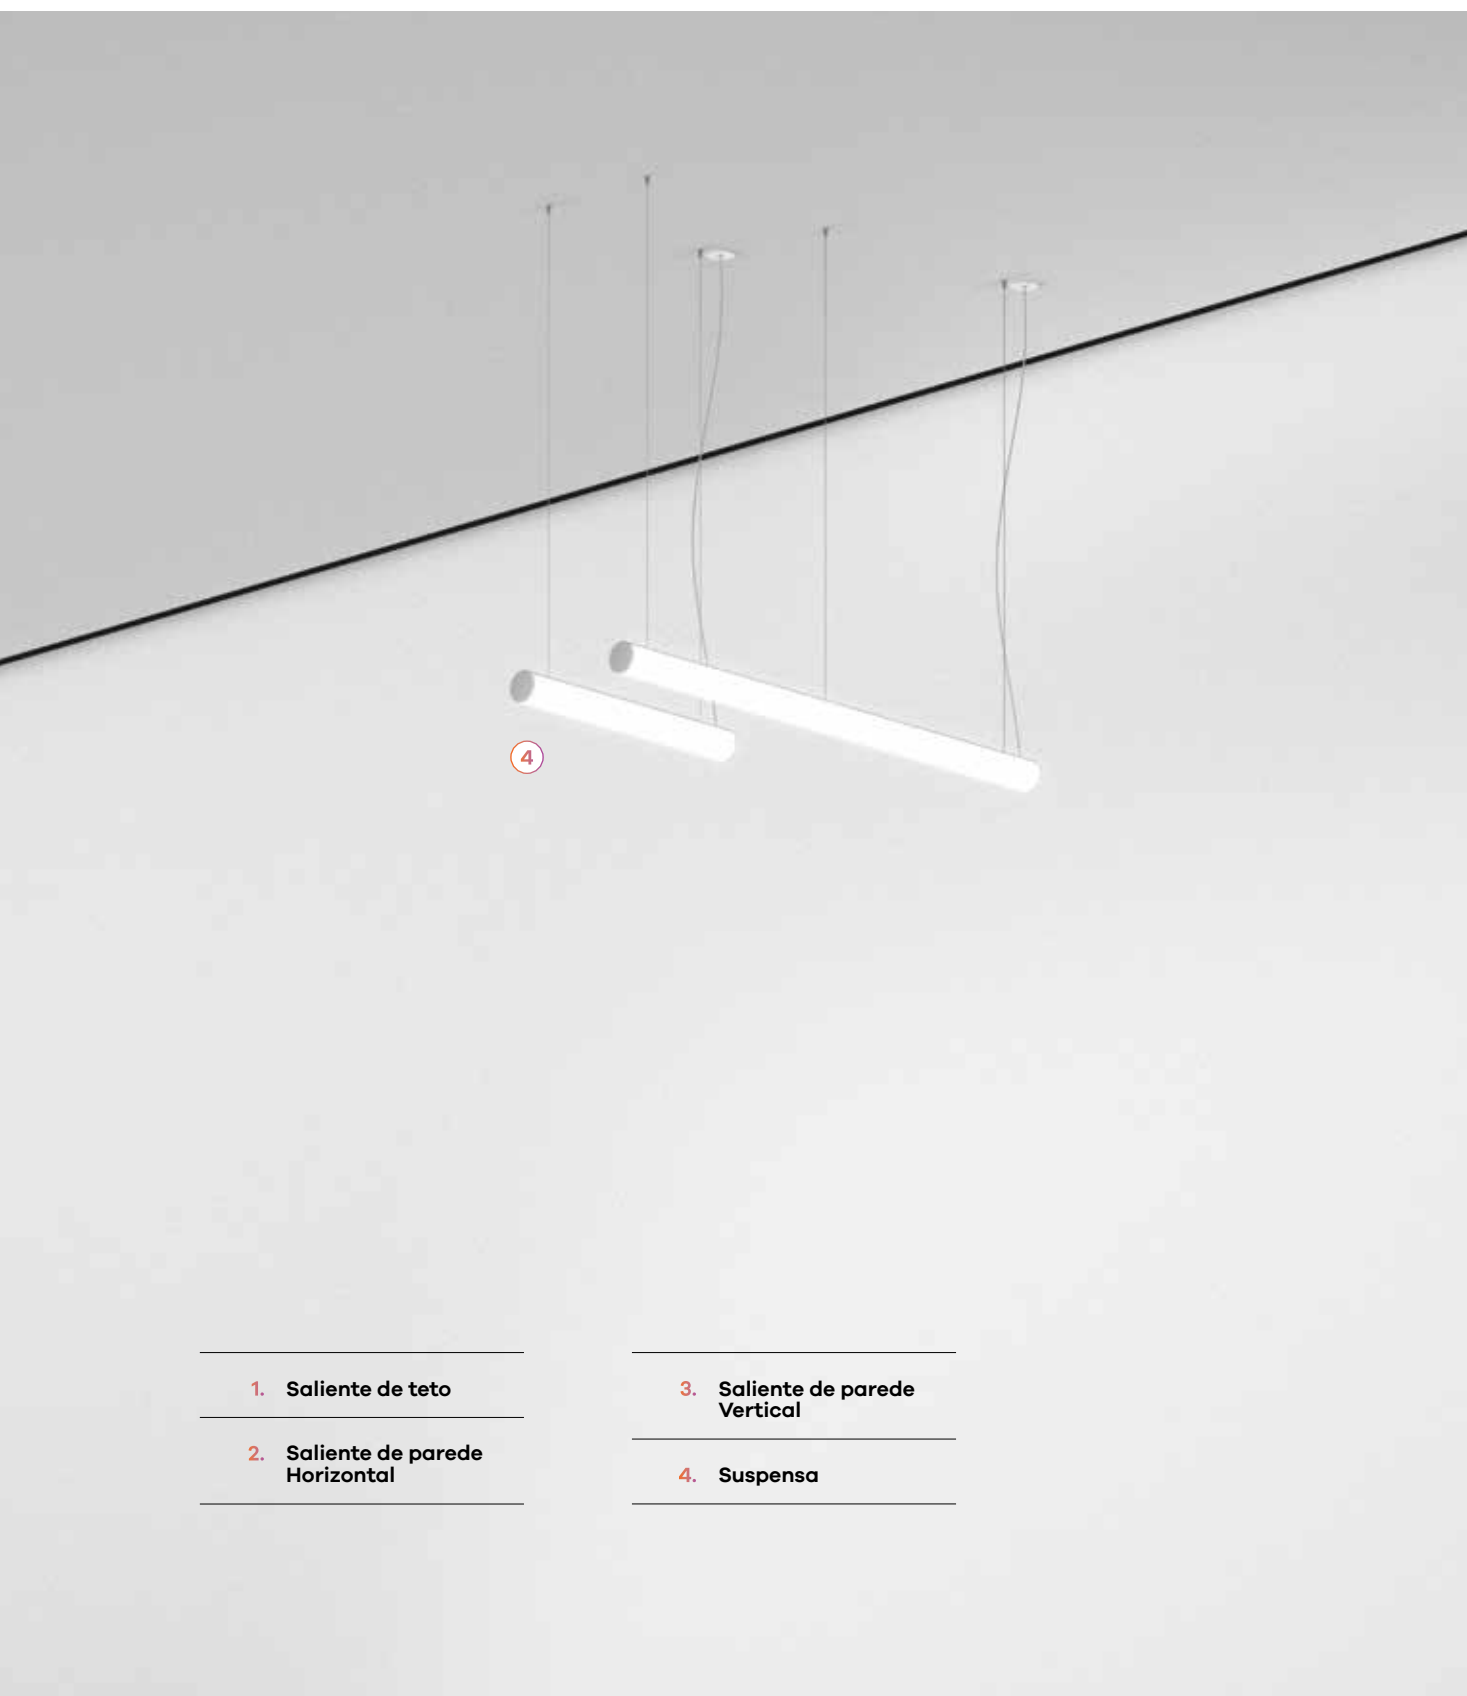 4
1. Saliente de teto
2. Saliente de parede
Horizontal
3. Saliente de parede
Vertical
4. Suspensa